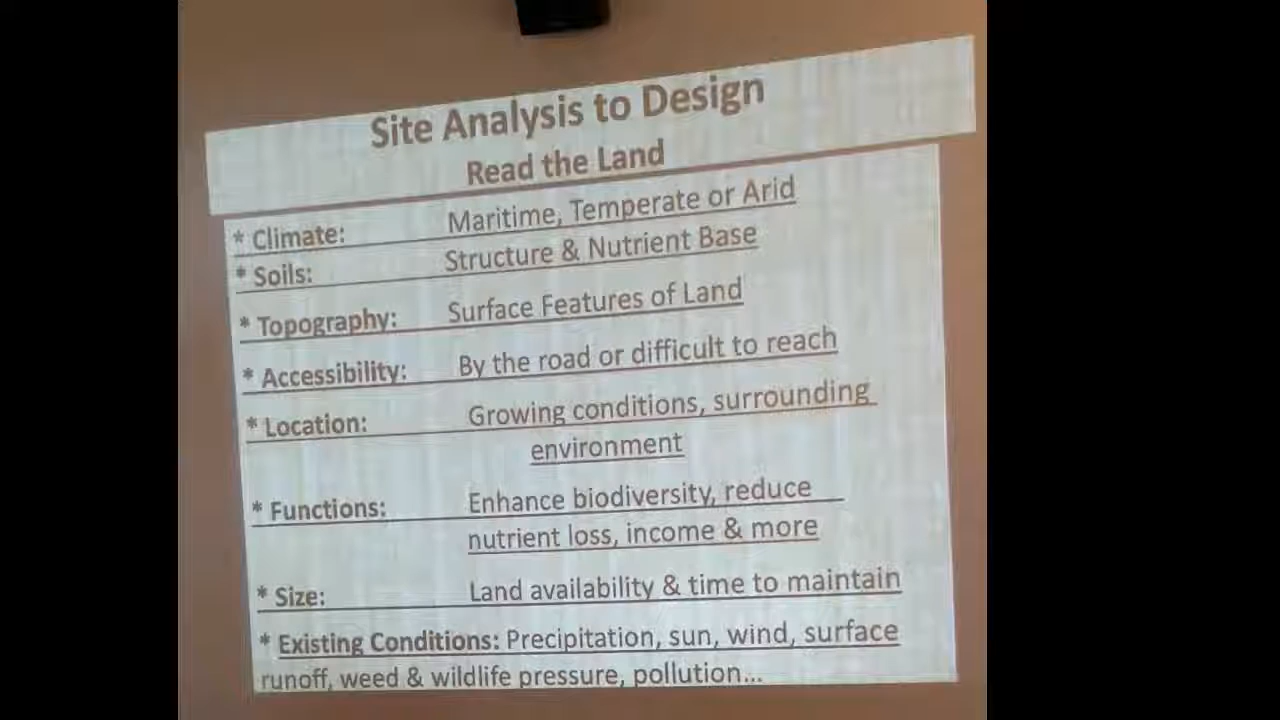 Site Analysis to Design
Read the Land
* Climate: Maritime, Temperate or Arid
* Soils: Structure & Nutrient Base
* Topography: Surface Features of Land
* Accessibility: By the road or difficult to reach
* Location: Growing conditions, surrounding
environment
* Functions: Enhance biodiversity, reduce
nutrient loss, income & more
* Size: Land availability & time to maintain
* Existing Conditions: Precipitation, sun, wind, surface
runoff, weed & wildlife pressure, pollution...